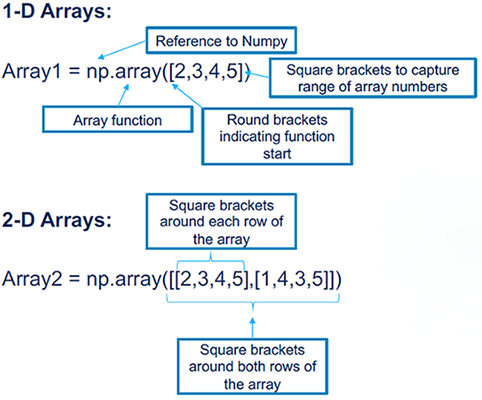 1-D Arrays:
Reference to Numpy
Array1 = np.array([2,3,4,5])
Square brackets to capture
range of array numbers
Array function
Round brackets
indicating function
start
2-D Arrays:
Square brackets
around each row of
the array
Array2 = np.array([[2,3,4,5],[1,4,3,5]])
Square brackets
around both rows of
the array